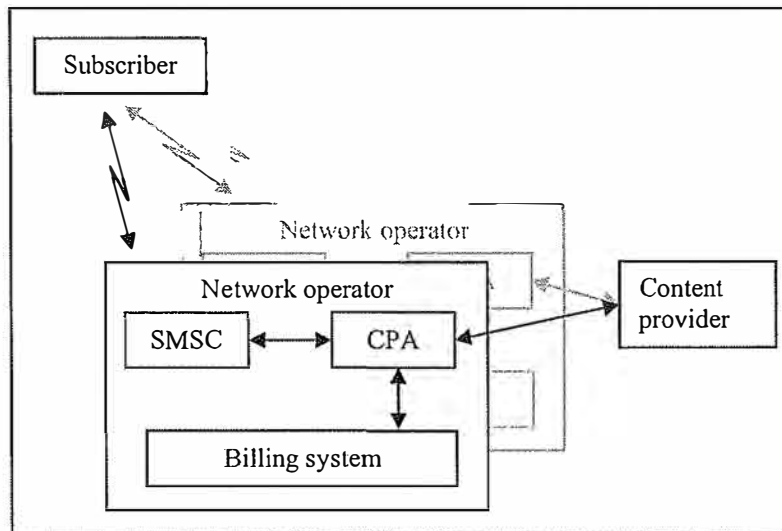 Subscriber
Network operator
Network operator
Content
provider
SMSC
CPA
Billing system